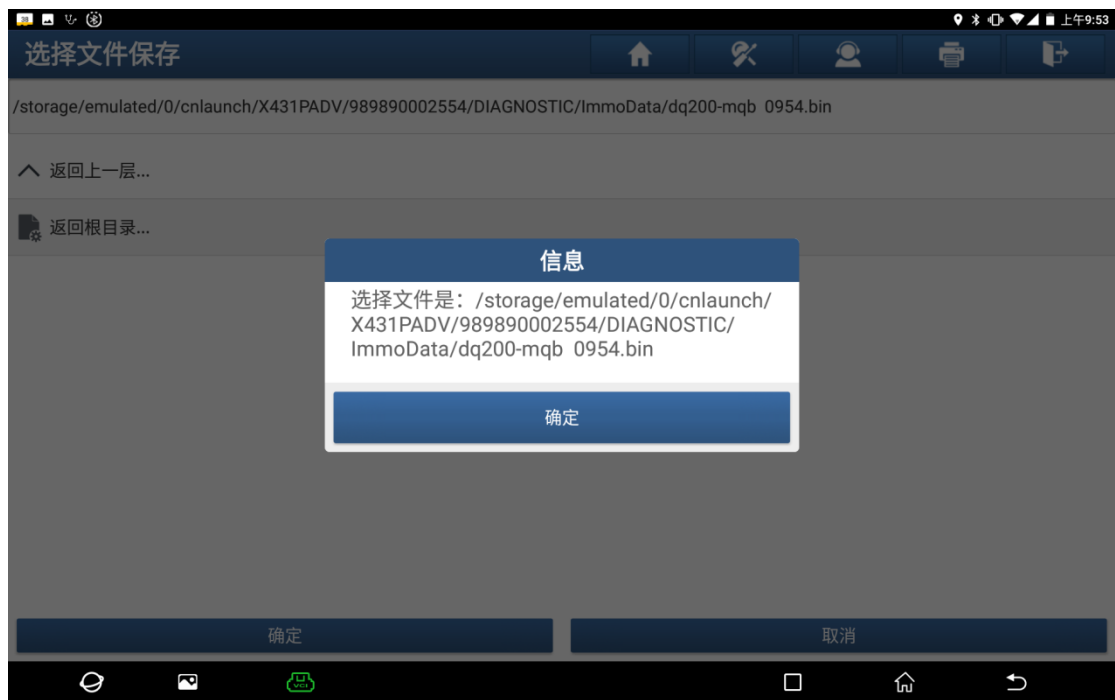 上午9:53
选择文件保存
/storage/emulated/0/cnlaunch/X431PADV/989890002554/DIAGNOSTIC/ImmoData/dq200-mqb  0954.bin
返回上一层...
返回根目录...
信息
选择文件是：/storage/emulated/0/cnlaunch/
X431PADV/989890002554/DIAGNOSTIC/
ImmoData/dq200-mqb  0954.bin
确定
确定
取消
VCI